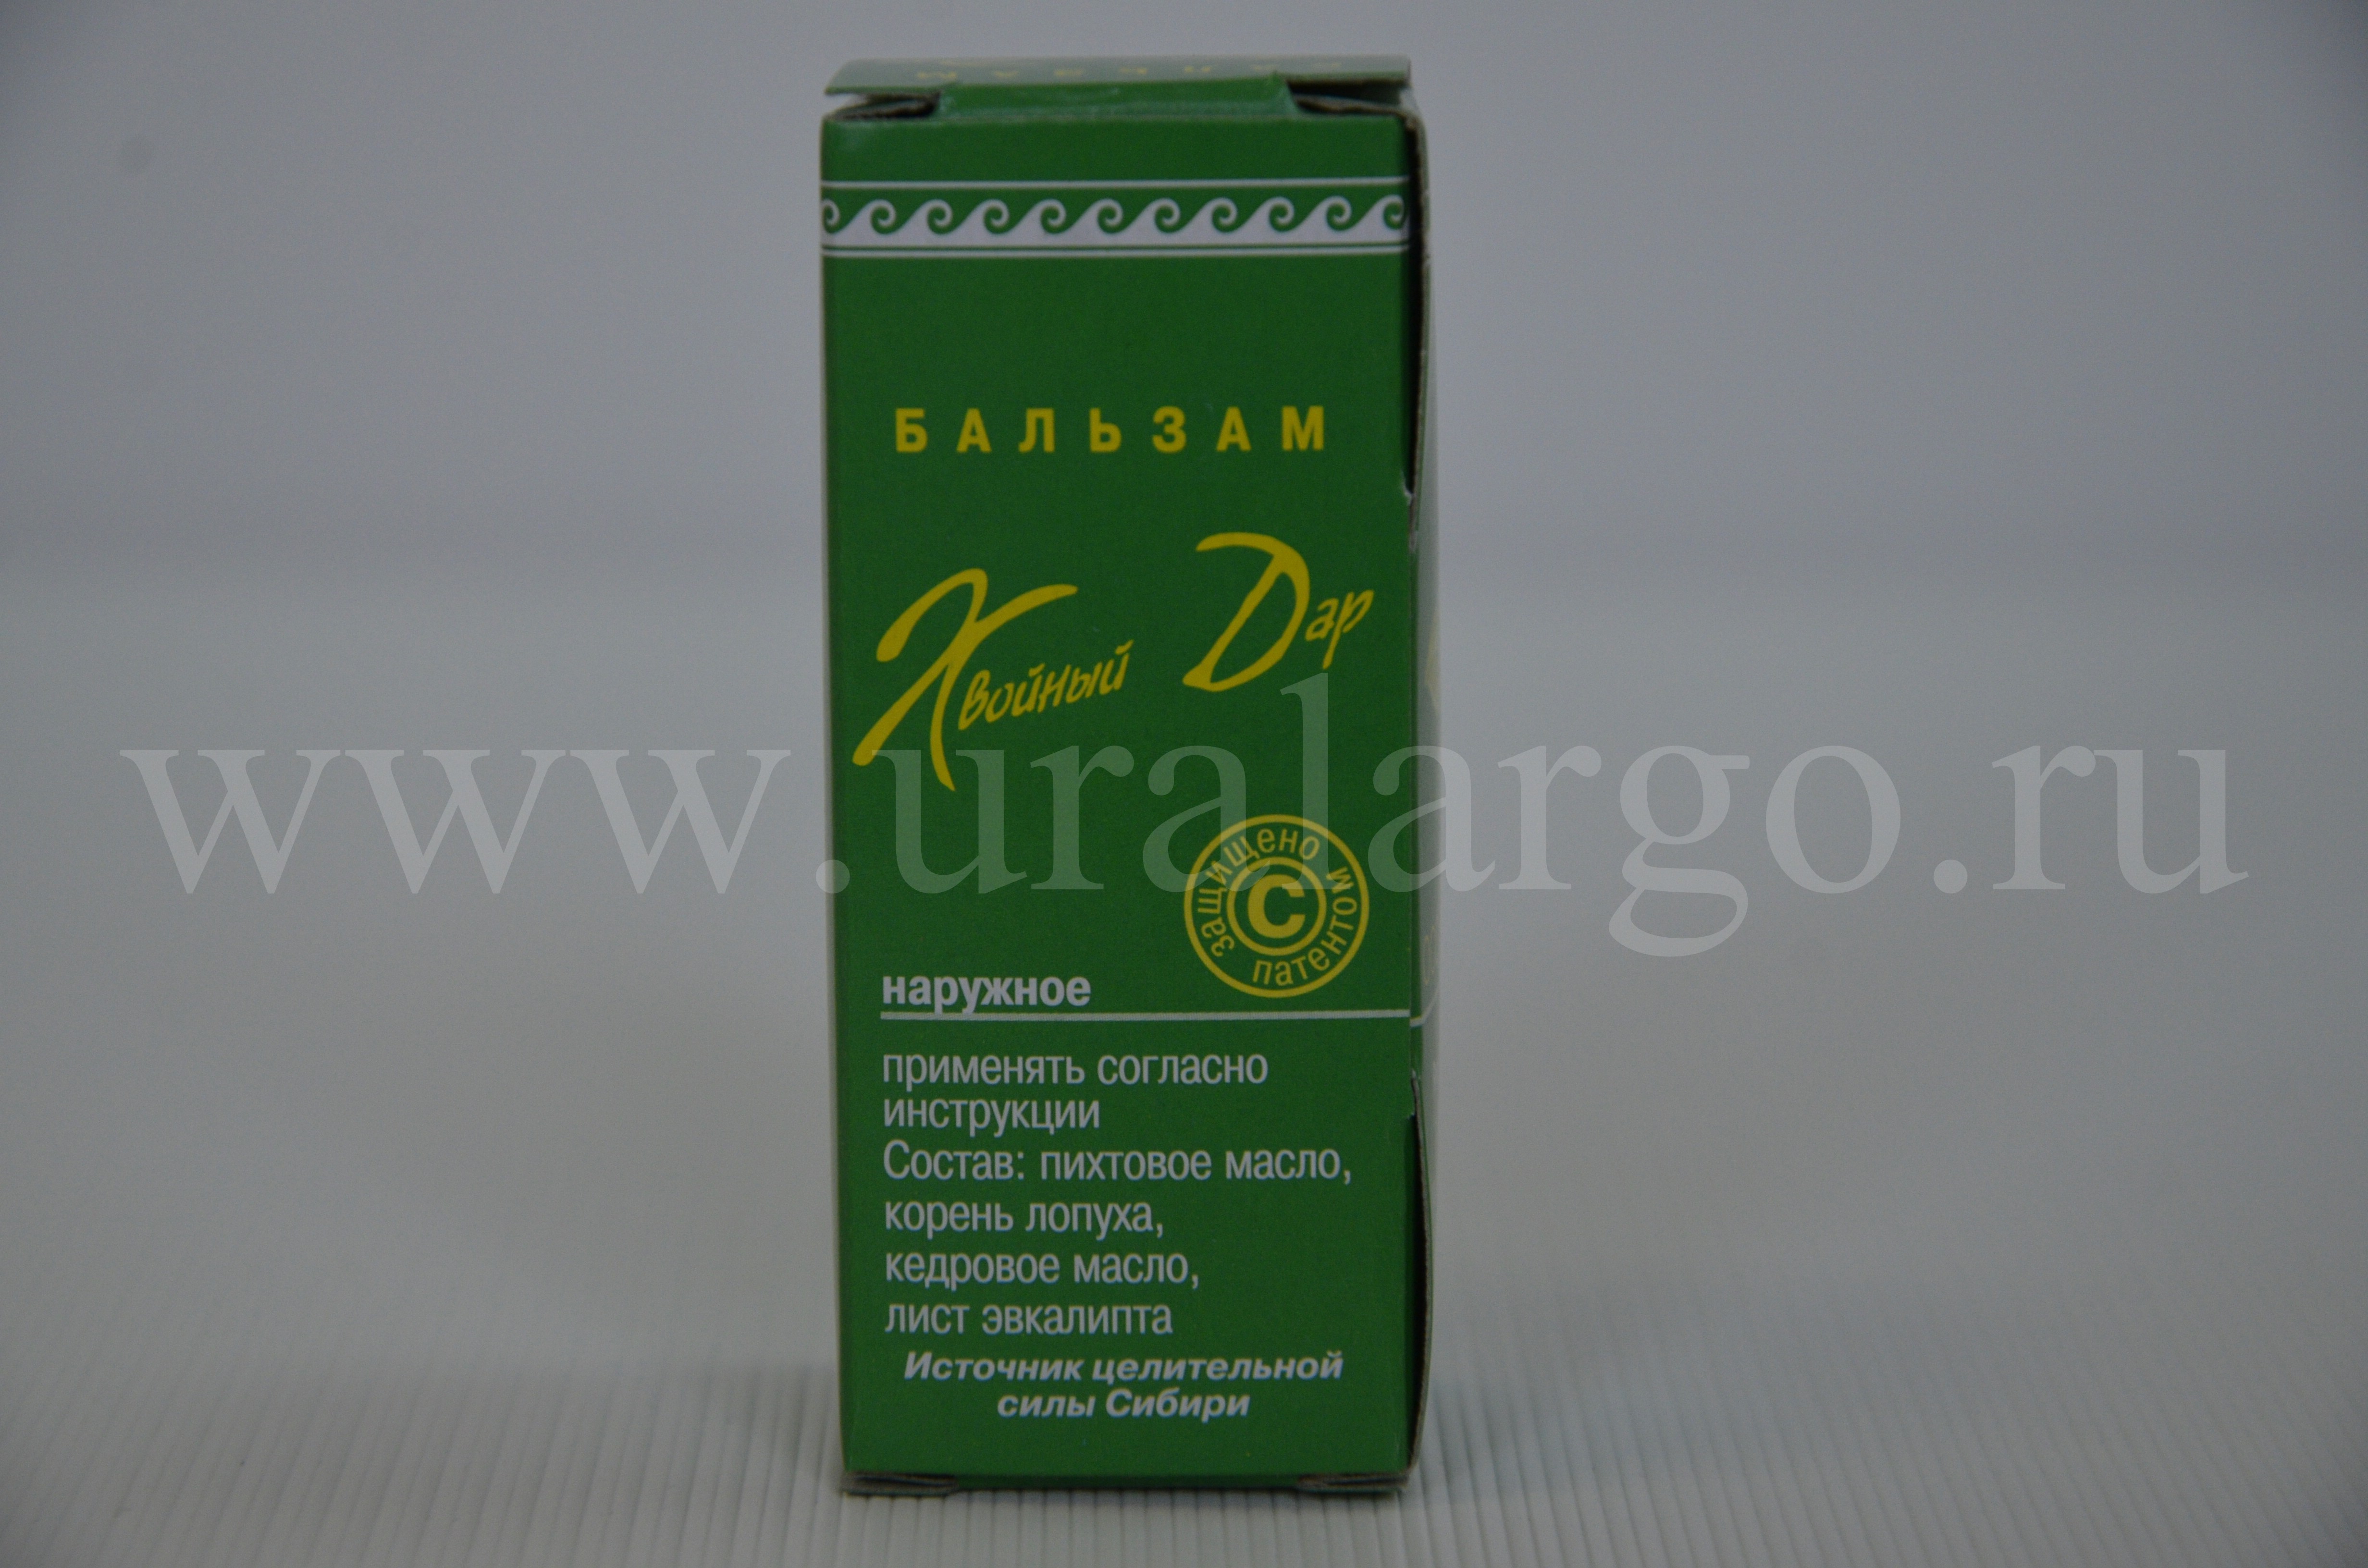 БАЛЬЗАМ
БАЛЬЗАМ
Хвойный Дар
www.uralargo.ru
защищено патентом
С
наружное
применять согласно
инструкции
Состав: пихтовое масло,
корень лопуха,
кедровое масло,
лист эвкалипта
Источник целительной
силы Сибири